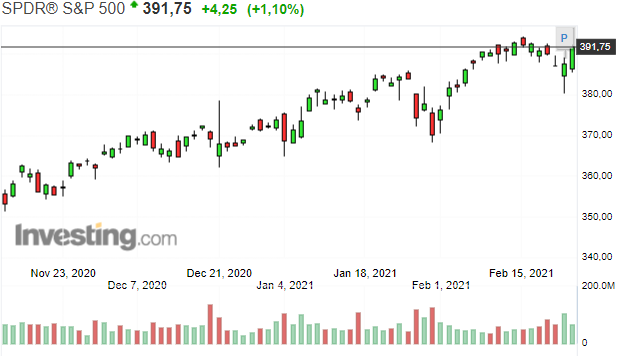 SPDR® S&P 500 391,75 +4,25 (+1,10%)
P
391,75
380,00
370,00
360,00
350,00
340,00
Investing.com
Nov 23, 2020 Dec 21, 2020 Jan 18, 2021 Feb 15, 2021
Dec 7, 2020 Jan 4, 2021 Feb 1, 2021
200.0M
0